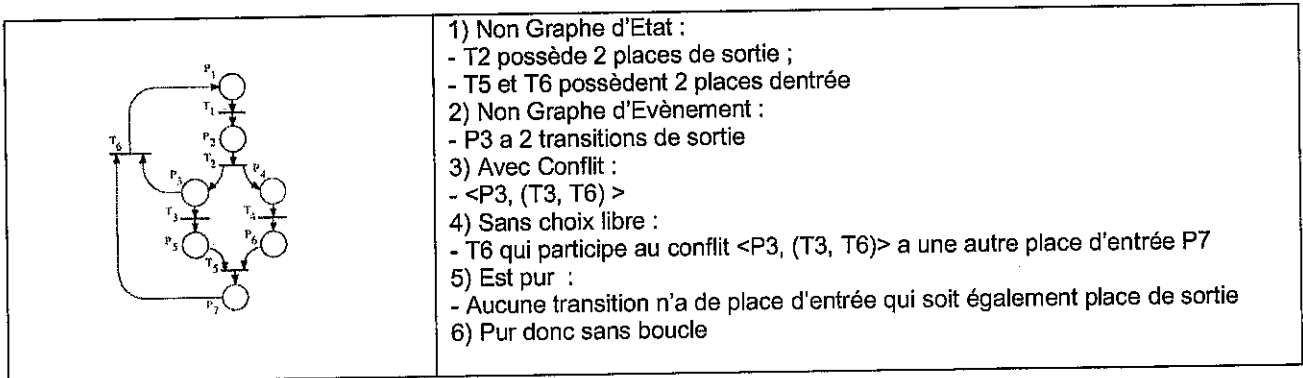 P1
T1
P2
T6
T2
P3
P4
T3
T4
P5
P6
T5
P7
1) Non Graphe d'Etat :
- T2 possède 2 places de sortie ;
- T5 et T6 possèdent 2 places dentrée
2) Non Graphe d'Evènement :
- P3 a 2 transitions de sortie
3) Avec Conflit :
- <P3, (T3, T6) >
4) Sans choix libre :
- T6 qui participe au conflit <P3, (T3, T6)> a une autre place d'entrée P7
5) Est pur :
- Aucune transition n'a de place d'entrée qui soit également place de sortie
6) Pur donc sans boucle